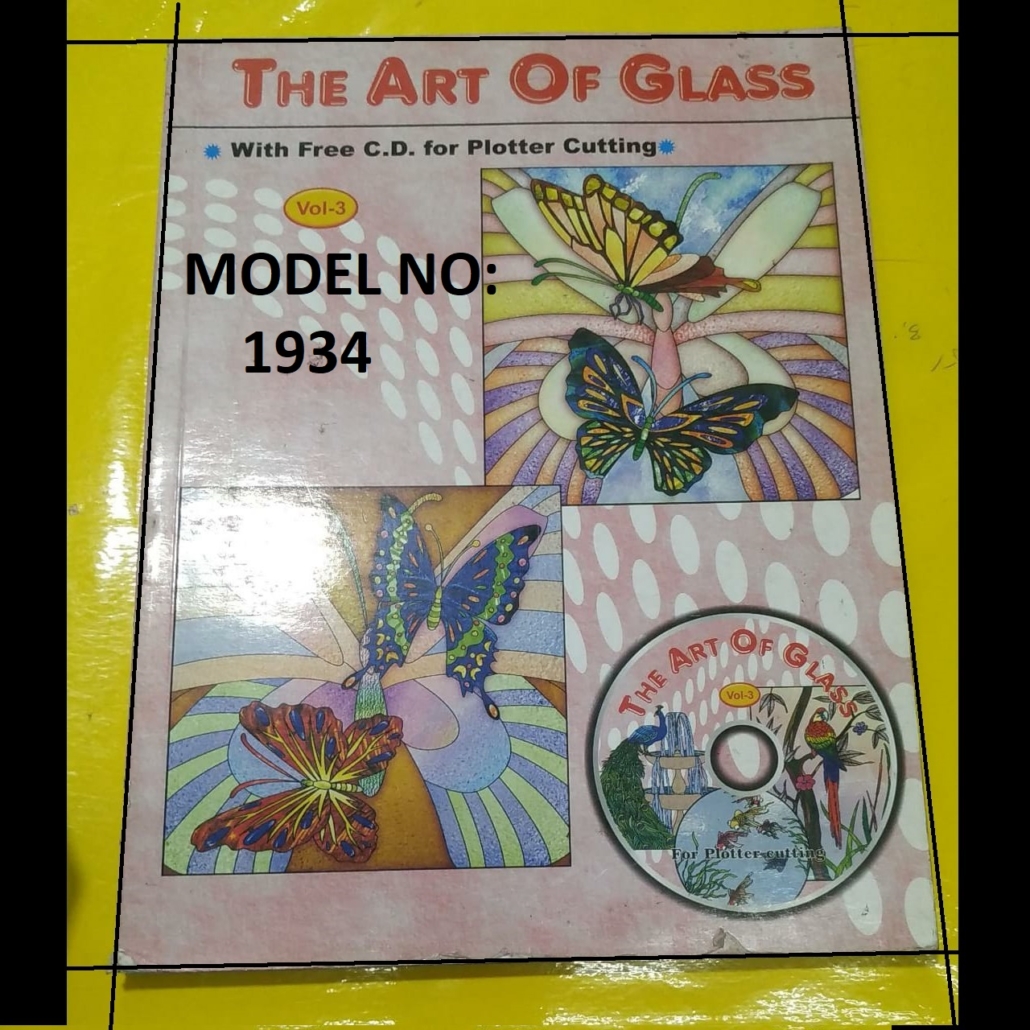 THE ART OF GLASS
With Free C.D. for Plotter Cutting
Vol-3
MODEL NO:
1934
THE ART OF GLASS
Vol-3
For Plotter cutting